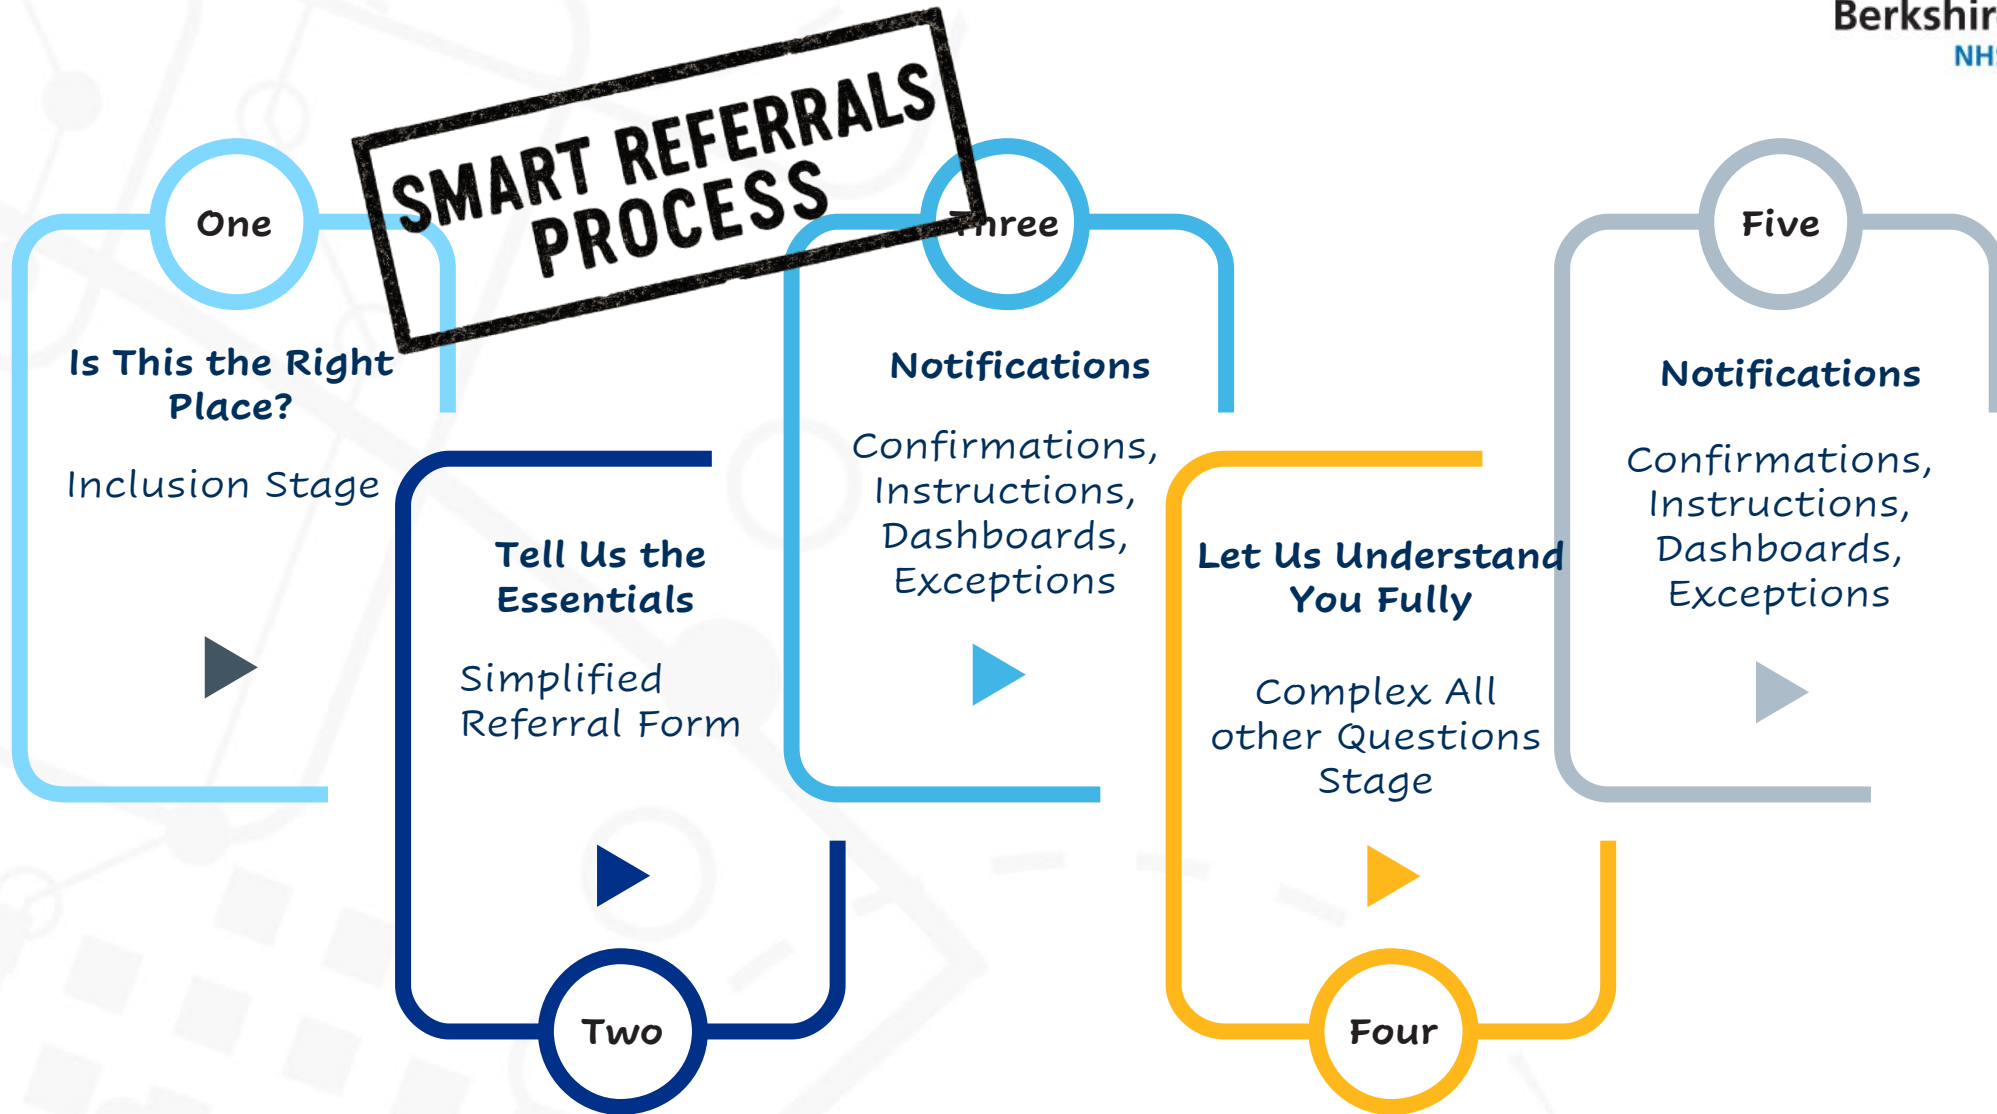 Berkshir
NHS
SMART REFERRALS
PROCESS
One
Is This the Right
Place?
Inclusion Stage
Tell Us the
Essentials
Simplified
Referral Form
Two
Three
Notifications
Confirmations,
Instructions,
Dashboards,
Exceptions
Let Us Understand
You Fully
Complex All
other Questions
Stage
Four
Five
Notifications
Confirmations,
Instructions,
Dashboards,
Exceptions